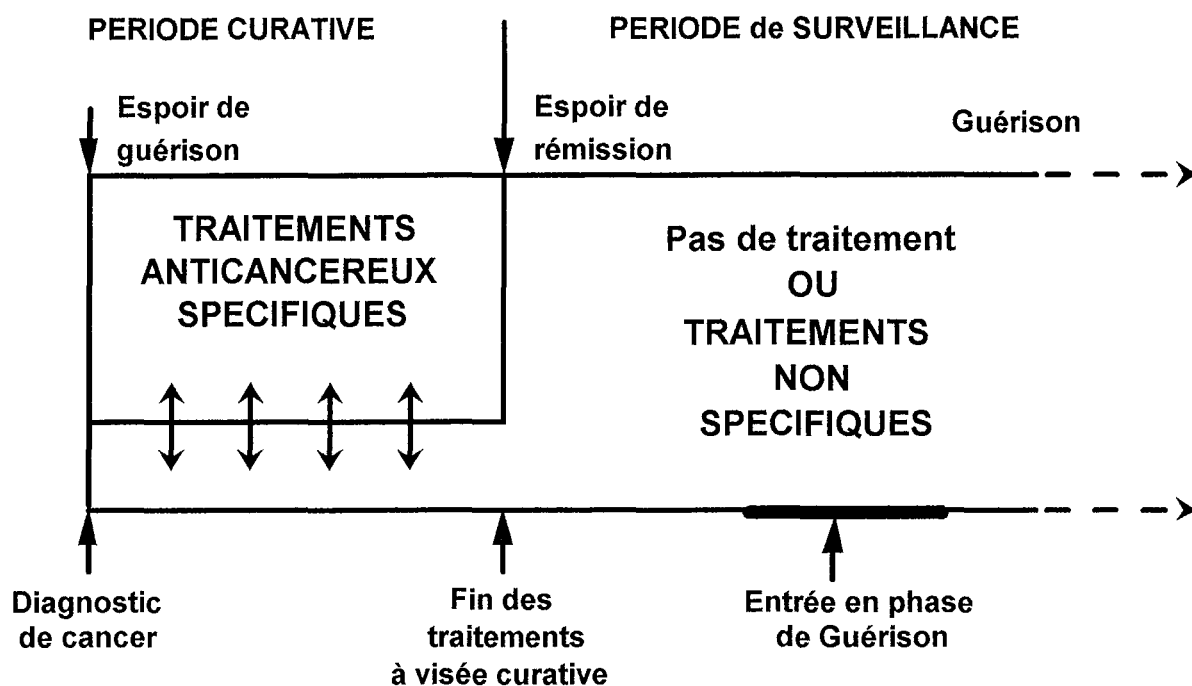 PERIODE CURATIVE
PERIODE de SURVEILLANCE
Espoir de
guérison
Espoir de
rémission
Guérison
TRAITEMENTS
ANTICANCEREUX
SPECIFIQUES
Pas de traitement
OU
TRAITEMENTS
NON
SPECIFIQUES
Diagnostic
de cancer
Fin des
traitements
à visée curative
Entrée en phase
de Guérison